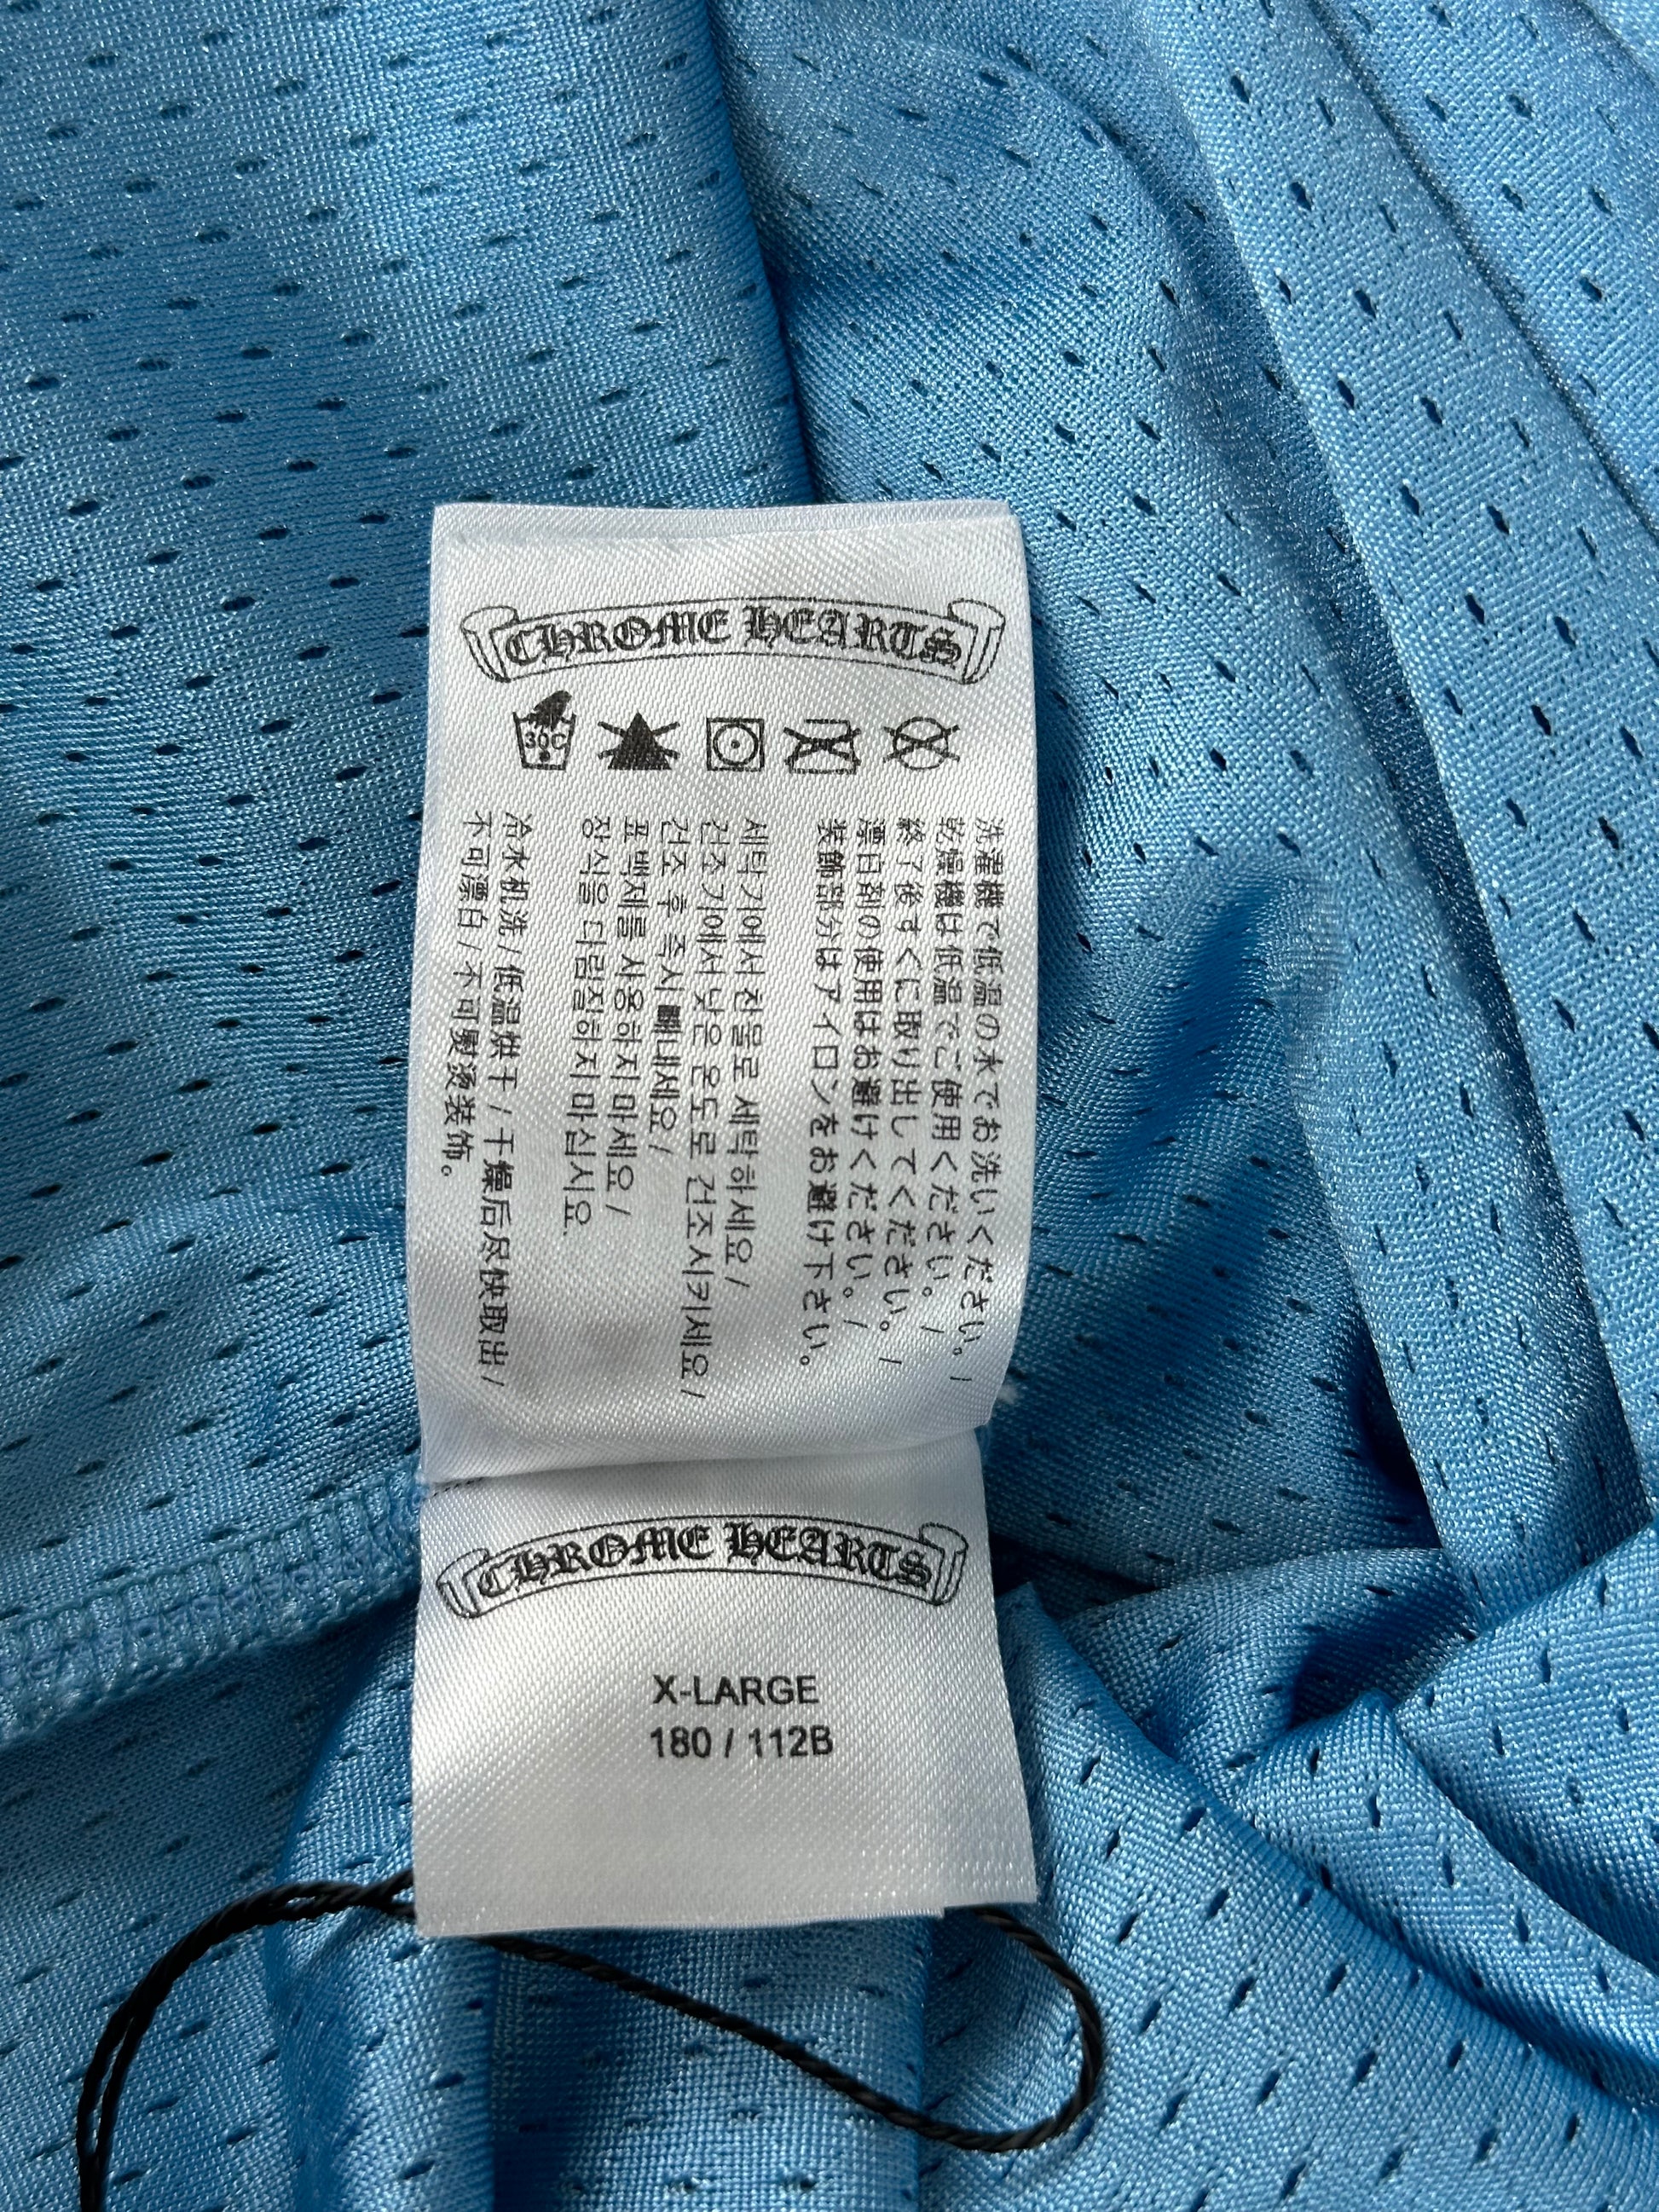 CHROME HEARTS
30C
洗濯機で低温の水でお洗いください。/
乾燥機は低温でご使用ください。/
終了後すぐに取り出してください。/
漂白剤の使用はお避けください。/
装飾部分はアイロンをお避け下さい。
세탁기에서 찬물로 세탁하세요 /
건조기에서 낮은 온도로 건조시키세요 /
건조 후 즉시 빼내세요 /
표백제를 사용하지 마세요 /
장식을 다림질하지 마십시요.
冷水机洗 / 低温烘干 / 干燥后尽快取出 /
不可漂白 / 不可熨烫装饰。
CHROME HEARTS
X-LARGE
180 / 112B